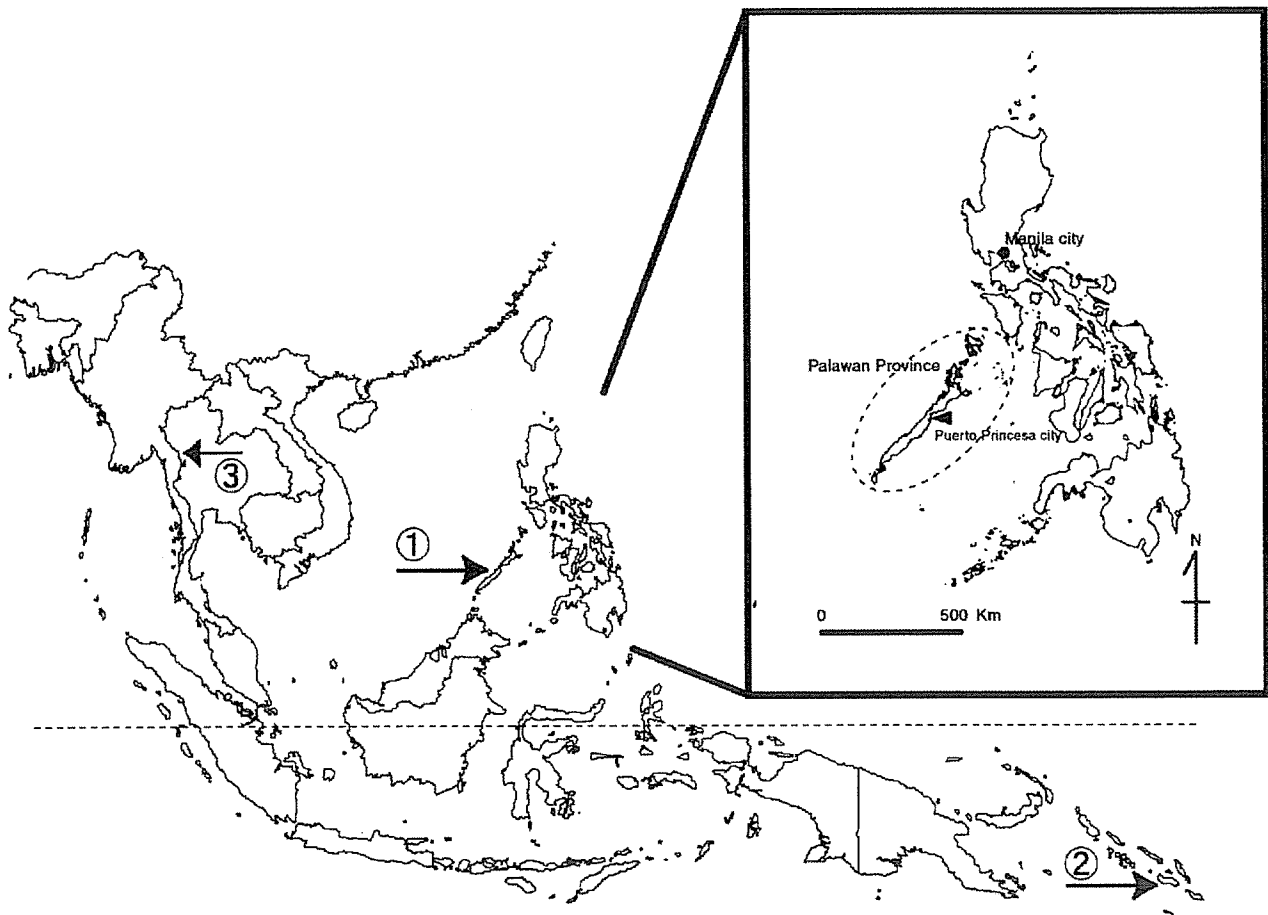 Manila city
Palawan Province
Puerto Princesa city
N
0 500 Km
①
②
③